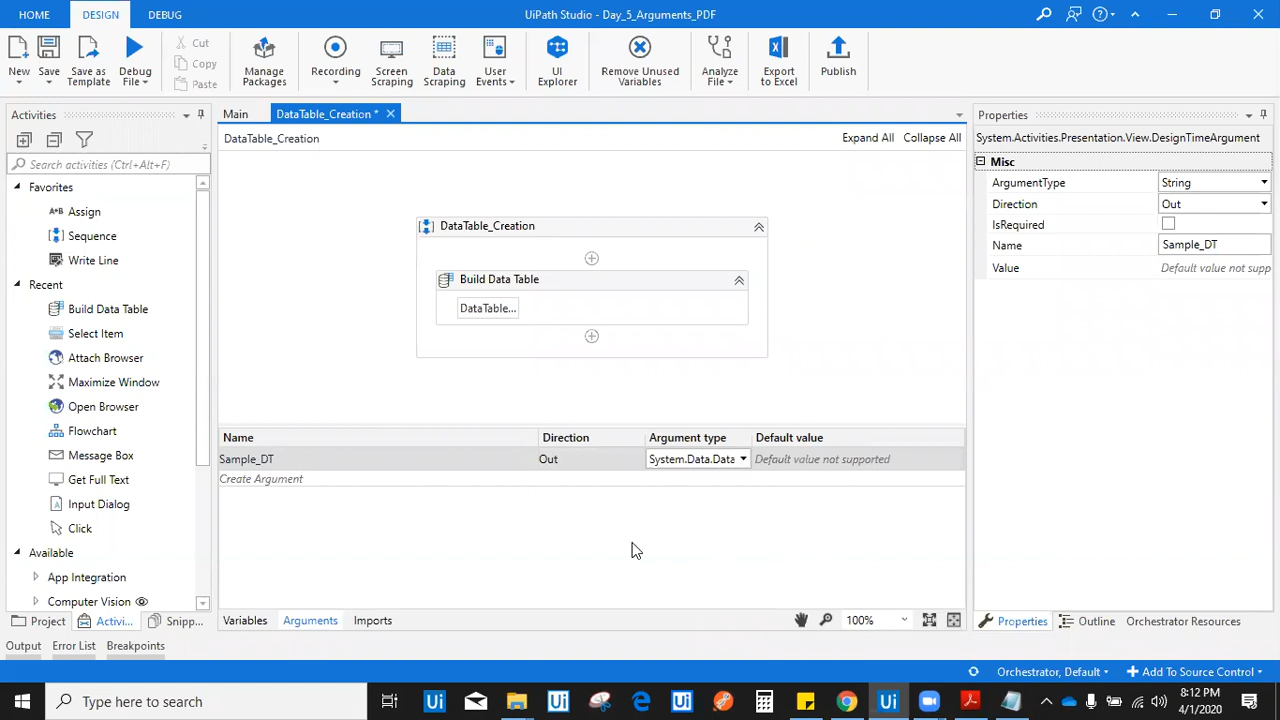 HOME DESIGN DEBUG UiPath Studio - Day_5_Arguments_PDF
New Save Save as Template Debug File Cut Copy Paste Manage Packages Recording Screen Scraping Data Scraping User Events UI Explorer Remove Unused Variables Analyze File Export to Excel Publish
Activities
Search activities (Ctrl+Alt+F)
Favorites
Assign
Sequence
Write Line
Recent
Build Data Table
Select Item
Attach Browser
Maximize Window
Open Browser
Flowchart
Message Box
Get Full Text
Input Dialog
Click
Available
App Integration
Computer Vision
Project Activi... Snipp...
Main DataTable_Creation *
DataTable_Creation Expand All Collapse All
DataTable_Creation
Build Data Table
DataTable...
Name Direction Argument type Default value
Sample_DT Out System.Data.Data Default value not supported
Create Argument
Variables Arguments Imports 100%
Properties
System.Activities.Presentation.View.DesignTimeArgument
Misc
ArgumentType String
Direction Out
IsRequired
Name Sample_DT
Value Default value not supp
Properties Outline Orchestrator Resources
Output Error List Breakpoints
Orchestrator, Default Add To Source Control
Type here to search
8:12 PM
4/1/2020